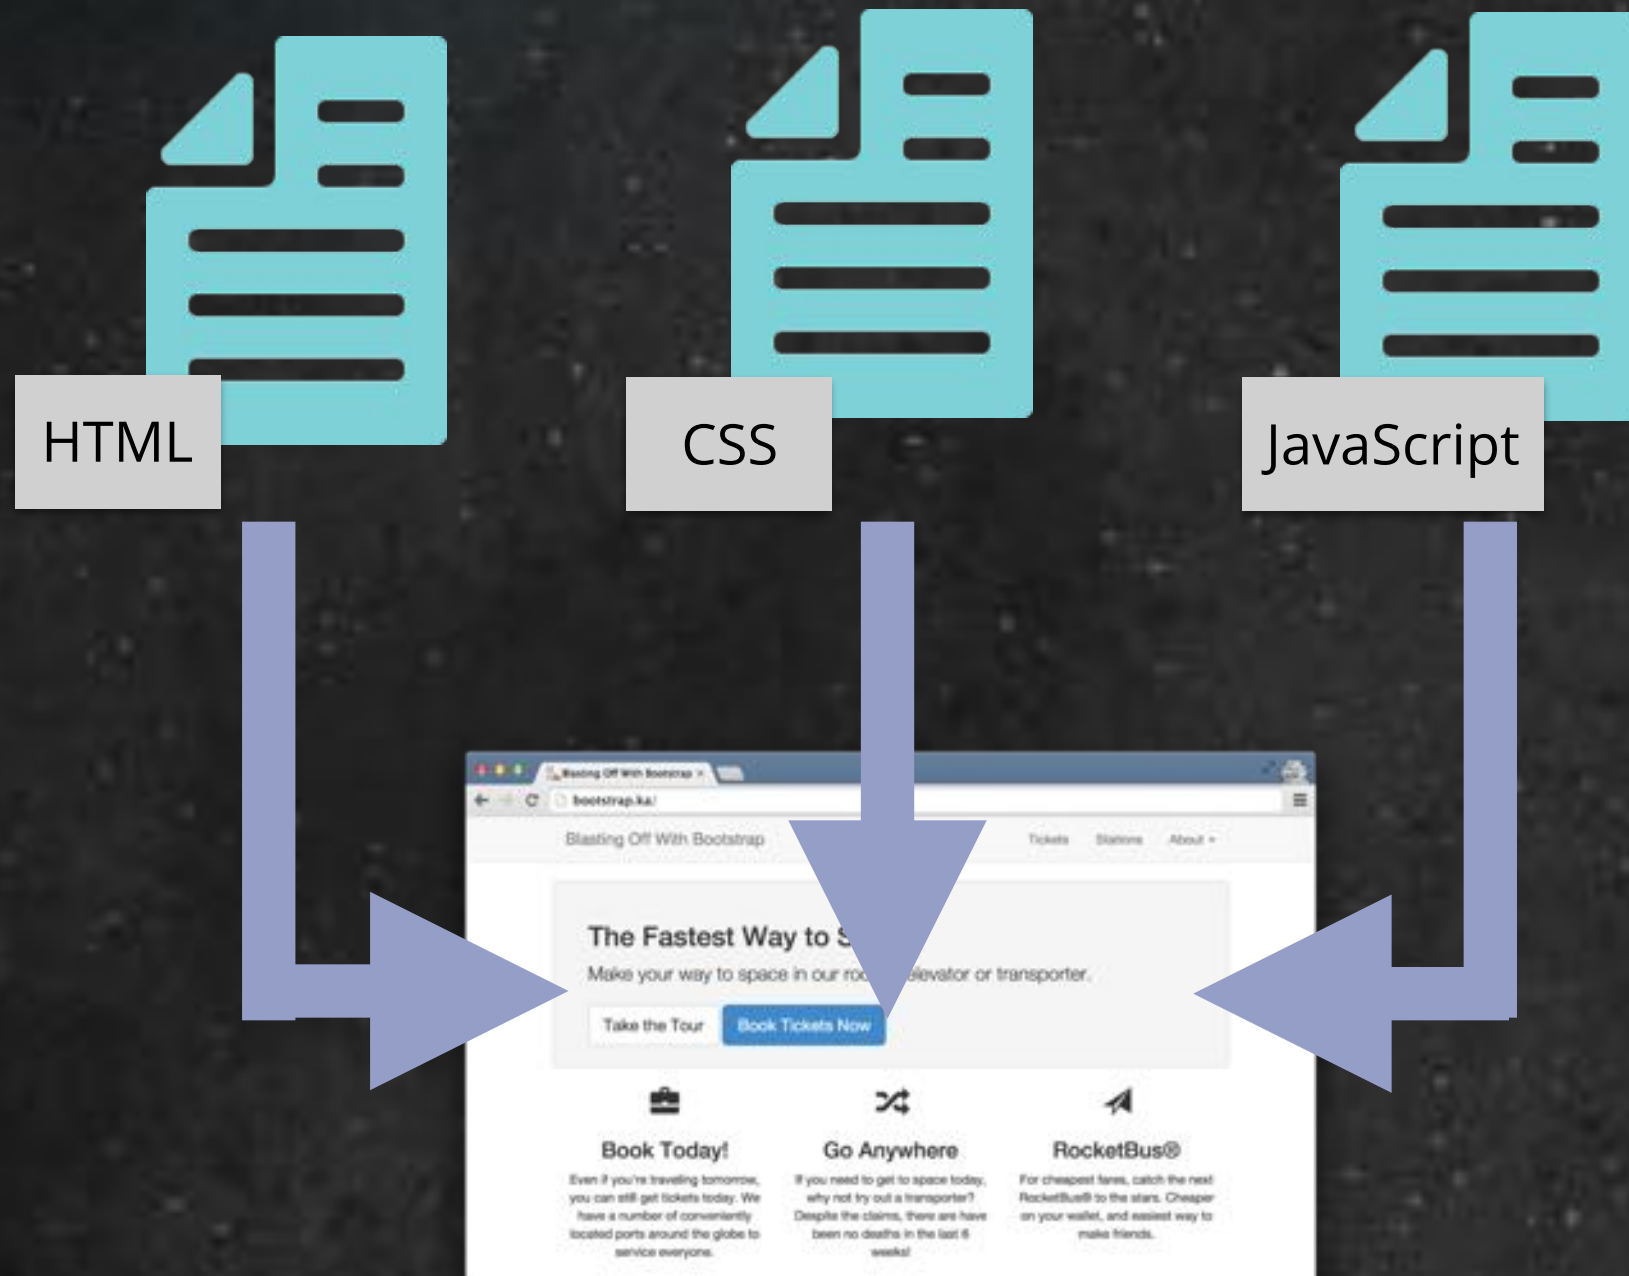 HTML
CSS
JavaScript
Blasting Off With Bootstrap ×
bootstrap.ka/
Blasting Off With Bootstrap
Tickets
Stations
About
The Fastest Way to S
Make your way to space in our roc elevator or transporter.
Take the Tour
Book Tickets Now
Book Today!
Go Anywhere
RocketBus®
Even if you're traveling tomorrow,
you can still get tickets today. We
have a number of conveniently
located ports around the globe to
service everyone.
If you need to get to space today,
why not try out a transporter?
Despite the claims, there are have
been no deaths in the last 6
weeks!
For cheapest fares, catch the next
RocketBus® to the stars. Cheaper
on your wallet, and easiest way to
make friends.